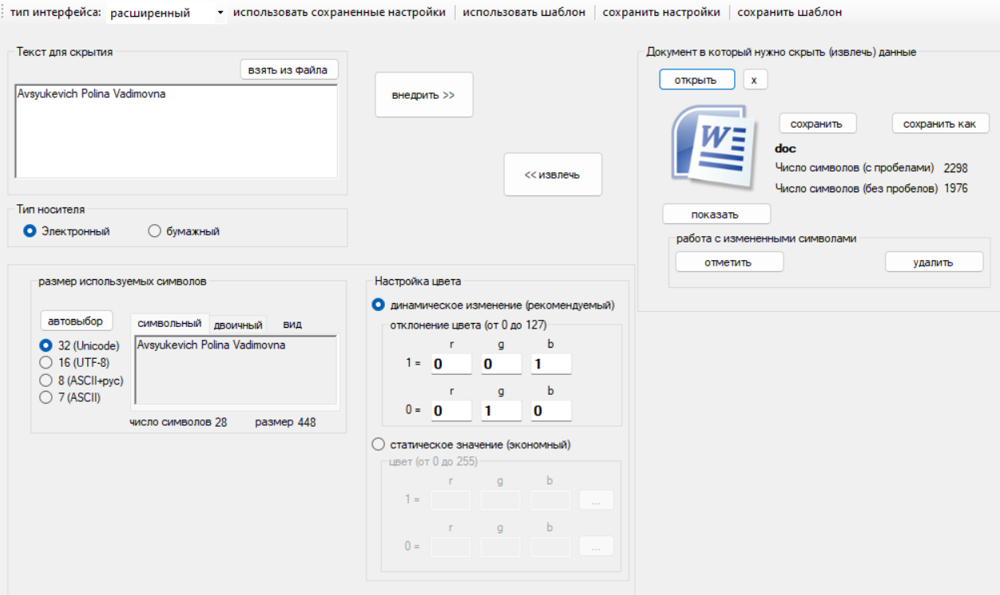 тип интерфейса: расширенный использовать сохраненные настройки использовать шаблон сохранить настройки сохранить шаблон
Текст для скрытия
взять из файла
Avsyukevich Polina Vadimovna
внедрить >>
<< извлечь
Документ в который нужно скрыть (извлечь) данные
открыть x
W
сохранить сохранить как
doc
Число символов (с пробелами) 2298
Число символов (без пробелов) 1976
показать
работа с измененными символами
отметить удалить
Тип носителя
Электронный бумажный
размер используемых символов
автовыбор
символьный двоичный вид
32 (Unicode)
16 (UTF-8)
8 (ASCII+рус)
7 (ASCII)
Avsyukevich Polina Vadimovna
число символов 28 размер 448
Настройка цвета
динамическое изменение (рекомендуемый)
отклонение цвета (от 0 до 127)
r g b
1 = 0 0 1
r g b
0 = 0 1 0
статическое значение (экономный)
цвет (от 0 до 255)
r g b
1 = ...
r g b
0 = ...